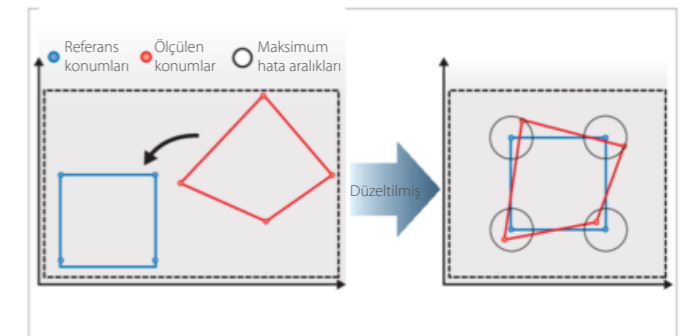 Referans
konumları
Ölçülen
konumlar
Maksimum
hata aralıkları
Düzeltilmiş